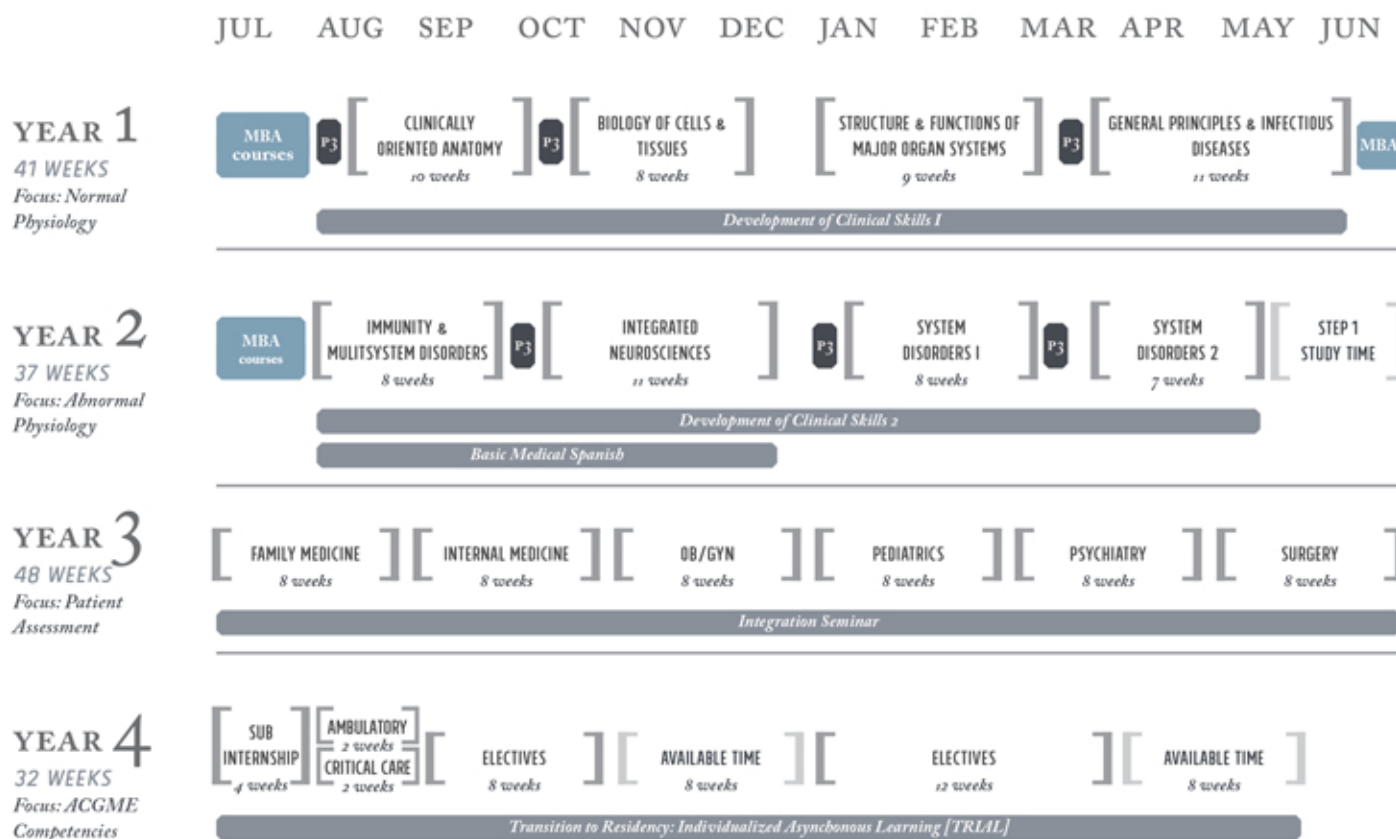 JUL AUG SEP OCT NOV DEC JAN FEB MAR APR MAY JUN
YEAR 1
41 WEEKS
Focus: Normal
Physiology
MBA
courses
P3
CLINICALLY
ORIENTED ANATOMY
10 weeks
P3
BIOLOGY OF CELLS &
TISSUES
8 weeks
STRUCTURE & FUNCTIONS OF
MAJOR ORGAN SYSTEMS
9 weeks
P3
GENERAL PRINCIPLES & INFECTIOUS
DISEASES
11 weeks
MBA
Development of Clinical Skills I
YEAR 2
37 WEEKS
Focus: Abnormal
Physiology
MBA
courses
IMMUNITY &
MULITSYSTEM DISORDERS
8 weeks
P3
INTEGRATED
NEUROSCIENCES
11 weeks
P3
SYSTEM
DISORDERS I
8 weeks
P3
SYSTEM
DISORDERS 2
7 weeks
STEP 1
STUDY TIME
Development of Clinical Skills 2
Basic Medical Spanish
YEAR 3
48 WEEKS
Focus: Patient
Assessment
FAMILY MEDICINE
8 weeks
INTERNAL MEDICINE
8 weeks
OB/GYN
8 weeks
PEDIATRICS
8 weeks
PSYCHIATRY
8 weeks
SURGERY
8 weeks
Integration Seminar
YEAR 4
32 WEEKS
Focus: ACGME
Competencies
SUB
INTERNSHIP
4 weeks
AMBULATORY
2 weeks
CRITICAL CARE
2 weeks
ELECTIVES
8 weeks
AVAILABLE TIME
8 weeks
ELECTIVES
12 weeks
AVAILABLE TIME
8 weeks
Transition to Residency: Individualized Asynchonous Learning [TRIAL]